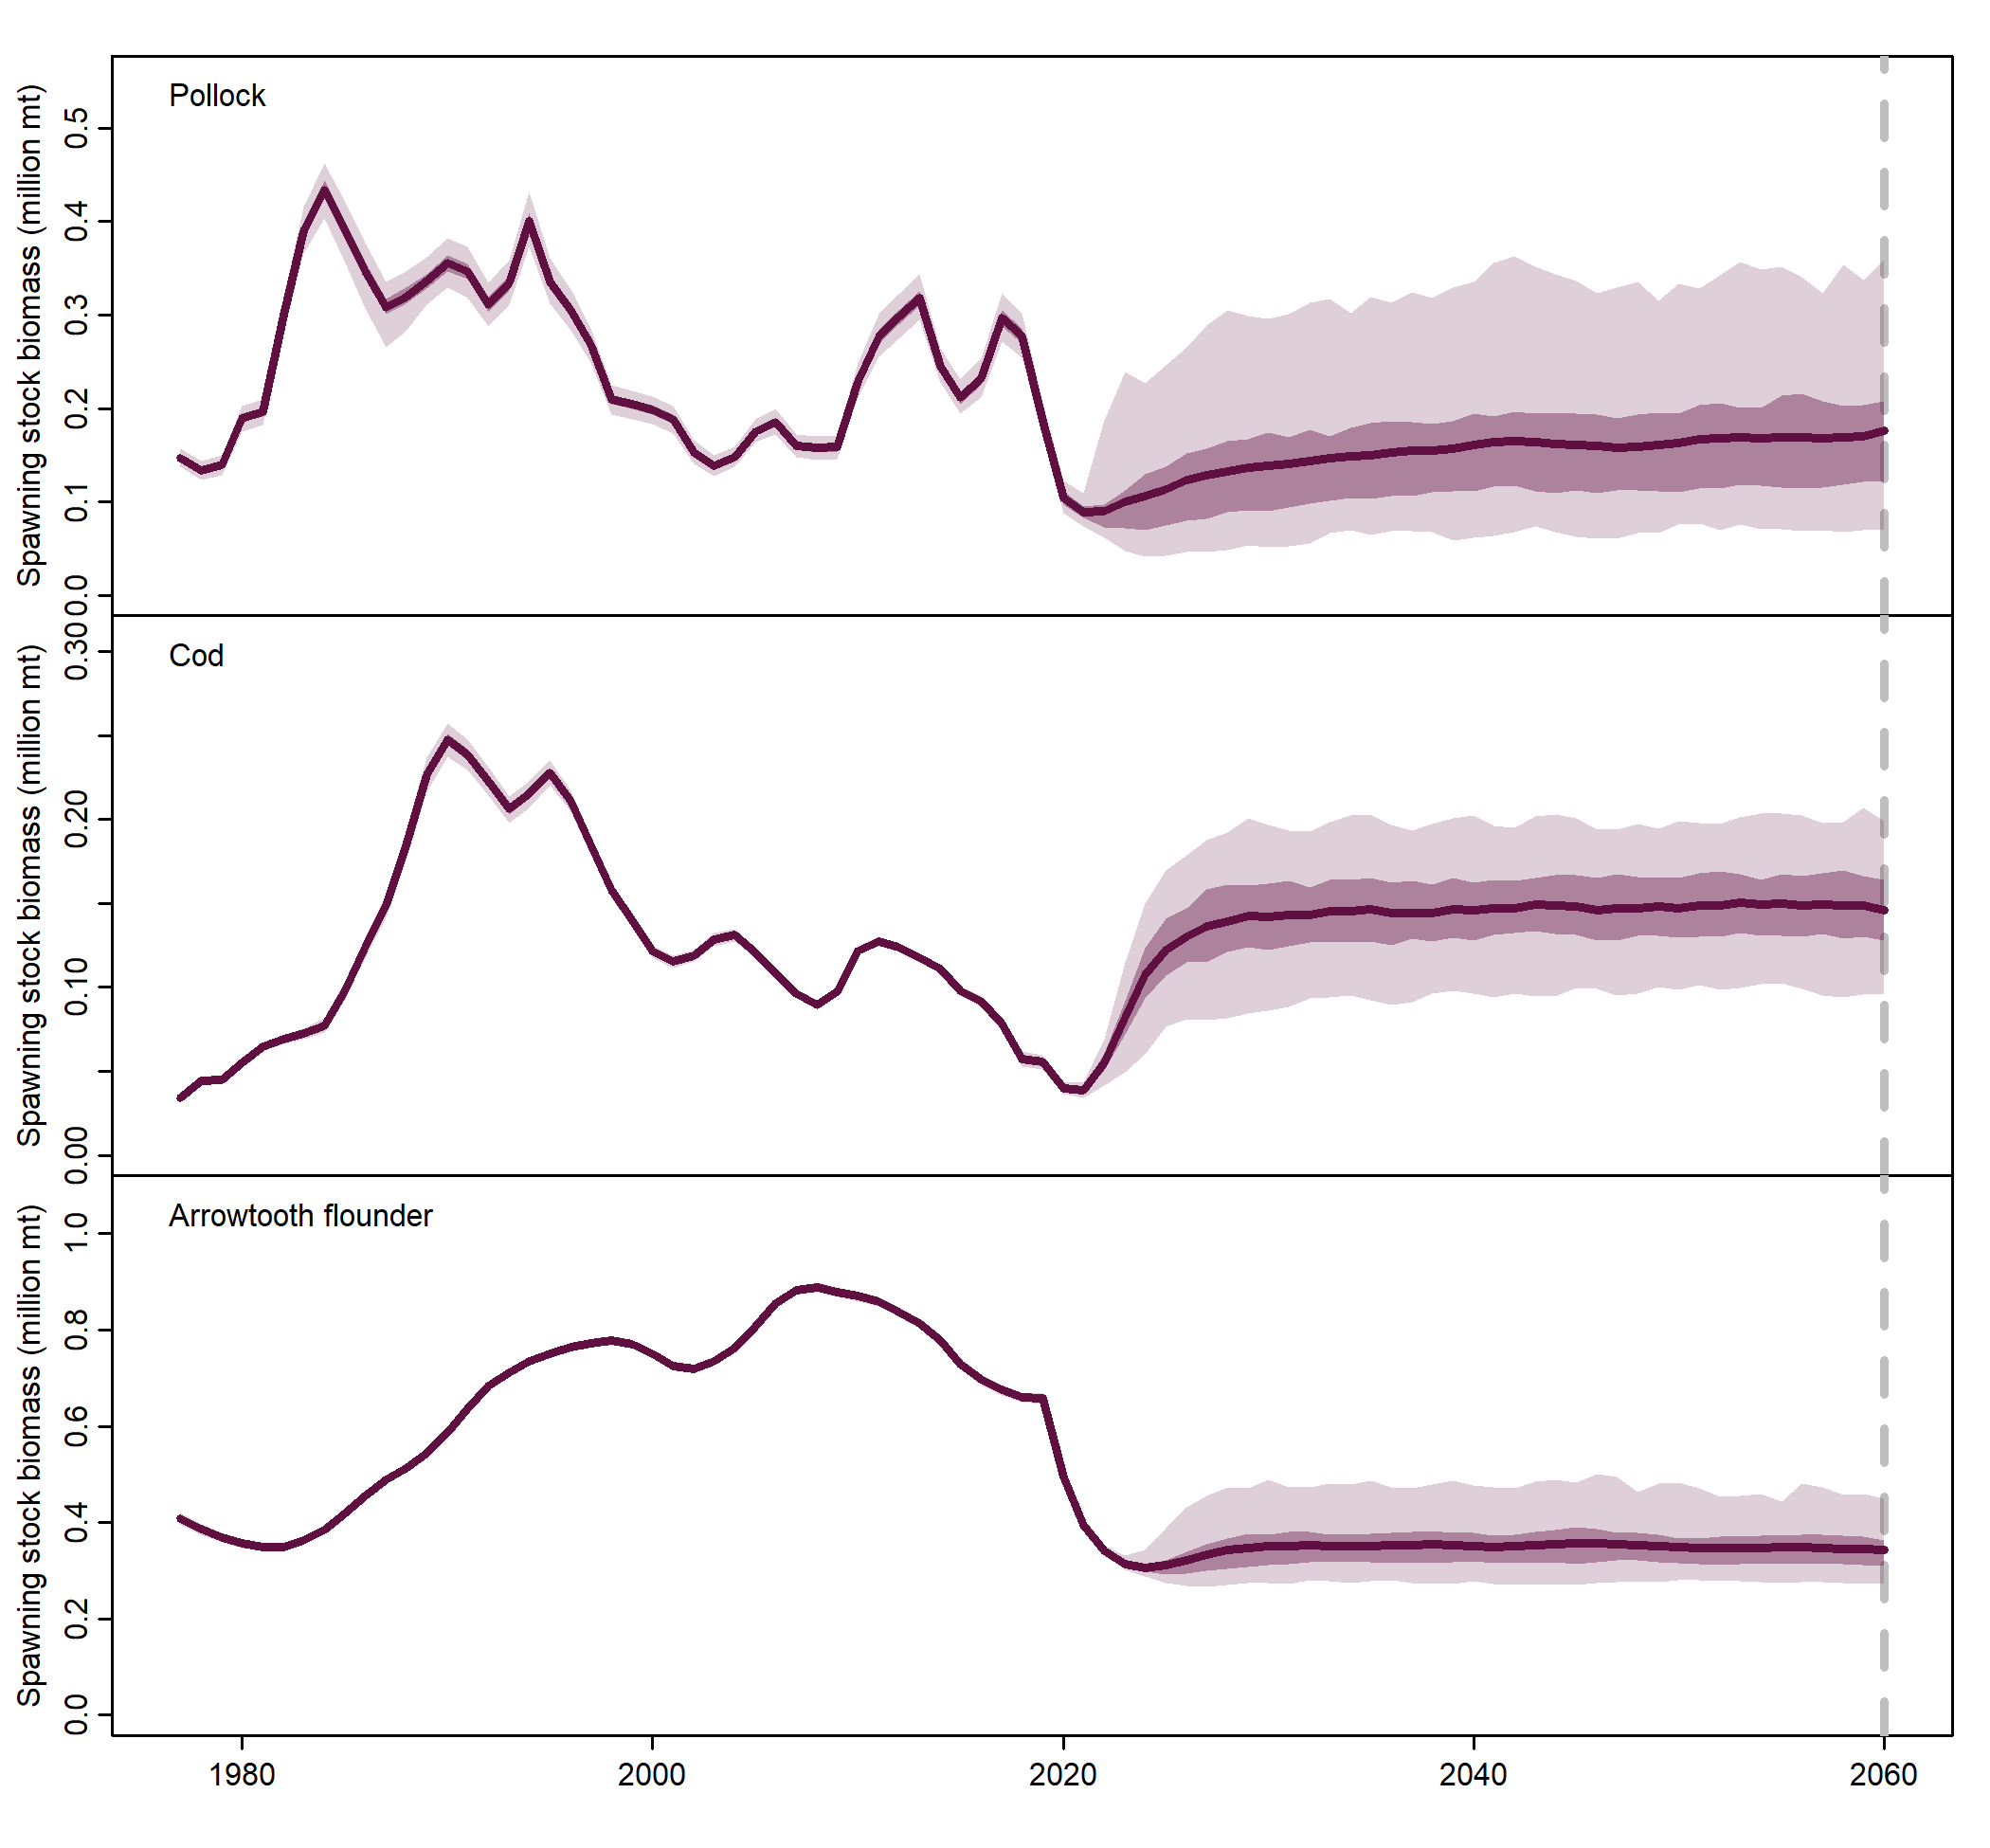 Pollock
Spawning stock biomass (million mt)
0.5
0.4
0.3
0.2
0.1
0.0
Cod
Spawning stock biomass (million mt)
0.30
0.20
0.10
0.00
Arrowtooth flounder
Spawning stock biomass (million mt)
1.0
0.8
0.6
0.4
0.2
0.0
1980 2000 2020 2040 2060